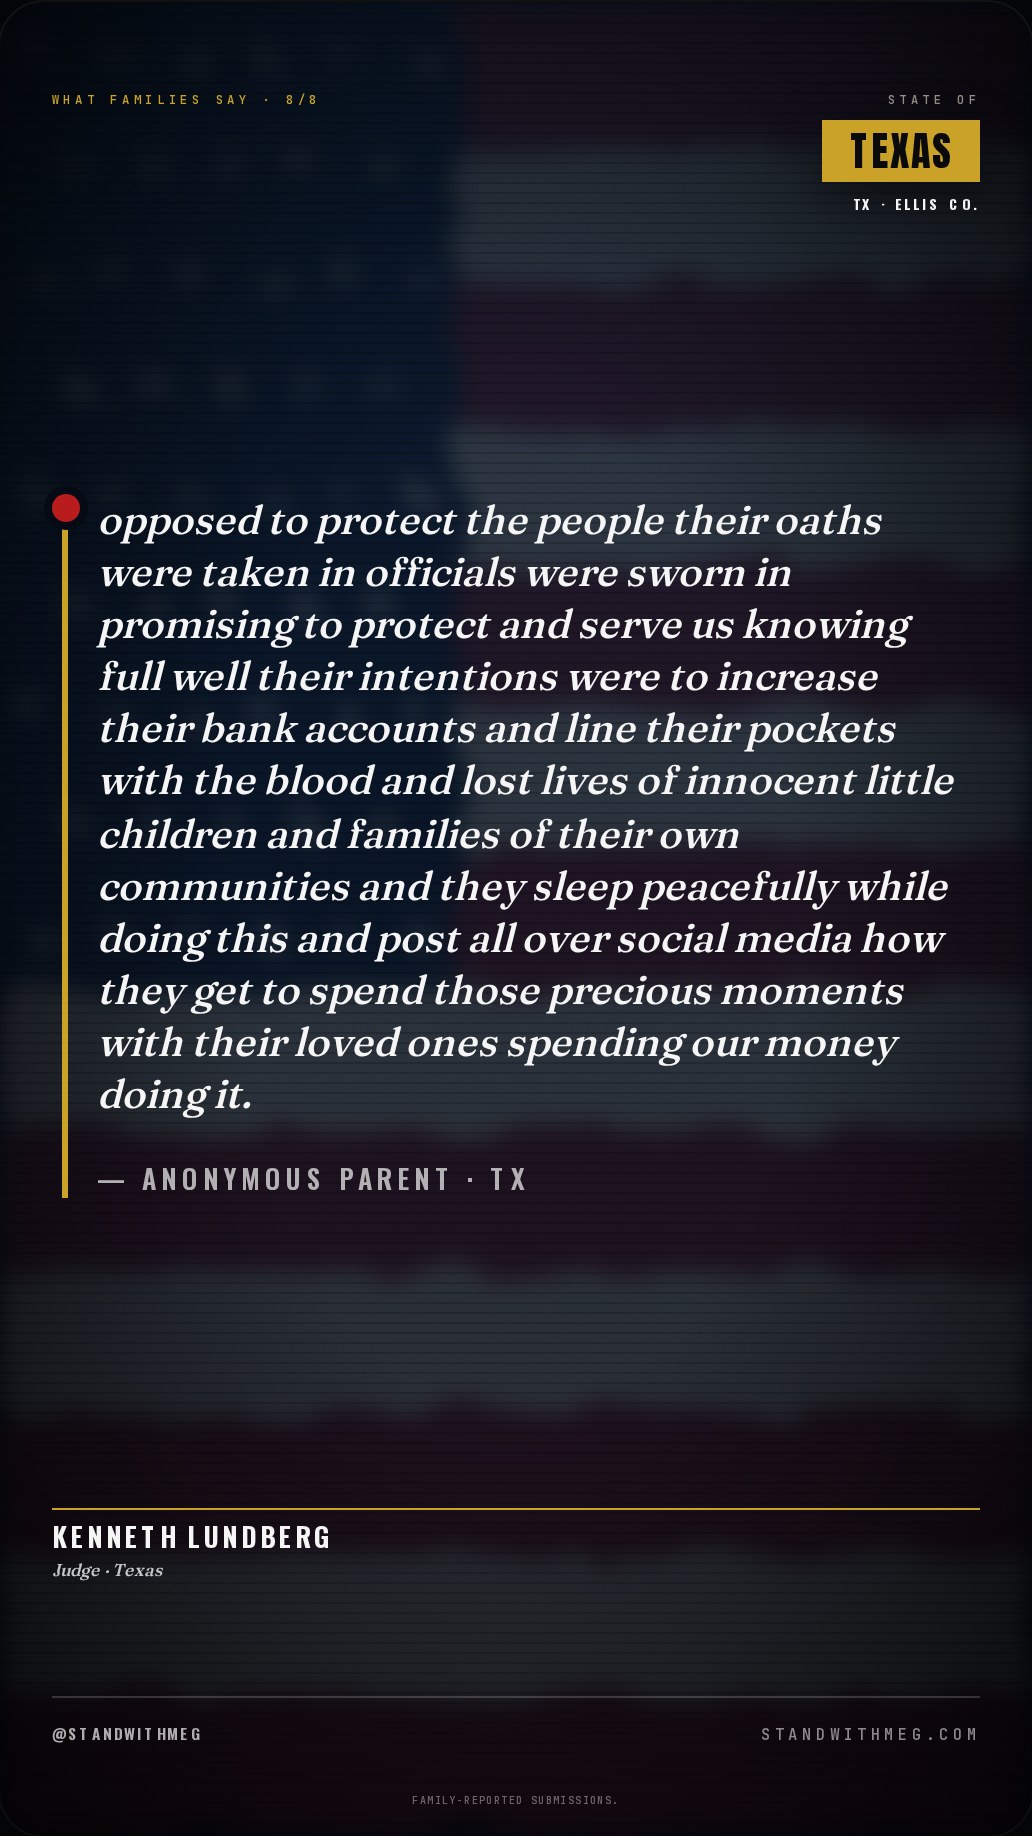 WHAT FAMILIES SAY · 8/8
STATE OF
TEXAS
TX · ELLIS CO.
opposed to protect the people their oaths
were taken in officials were sworn in
promising to protect and serve us knowing
full well their intentions were to increase
their bank accounts and line their pockets
with the blood and lost lives of innocent little
children and families of their own
communities and they sleep peacefully while
doing this and post all over social media how
they get to spend those precious moments
with their loved ones spending our money
doing it.
— ANONYMOUS PARENT · TX
KENNETH LUNDBERG
Judge · Texas
@STANDWITHMEG
STANDWITHMEG.COM
FAMILY-REPORTED SUBMISSIONS.